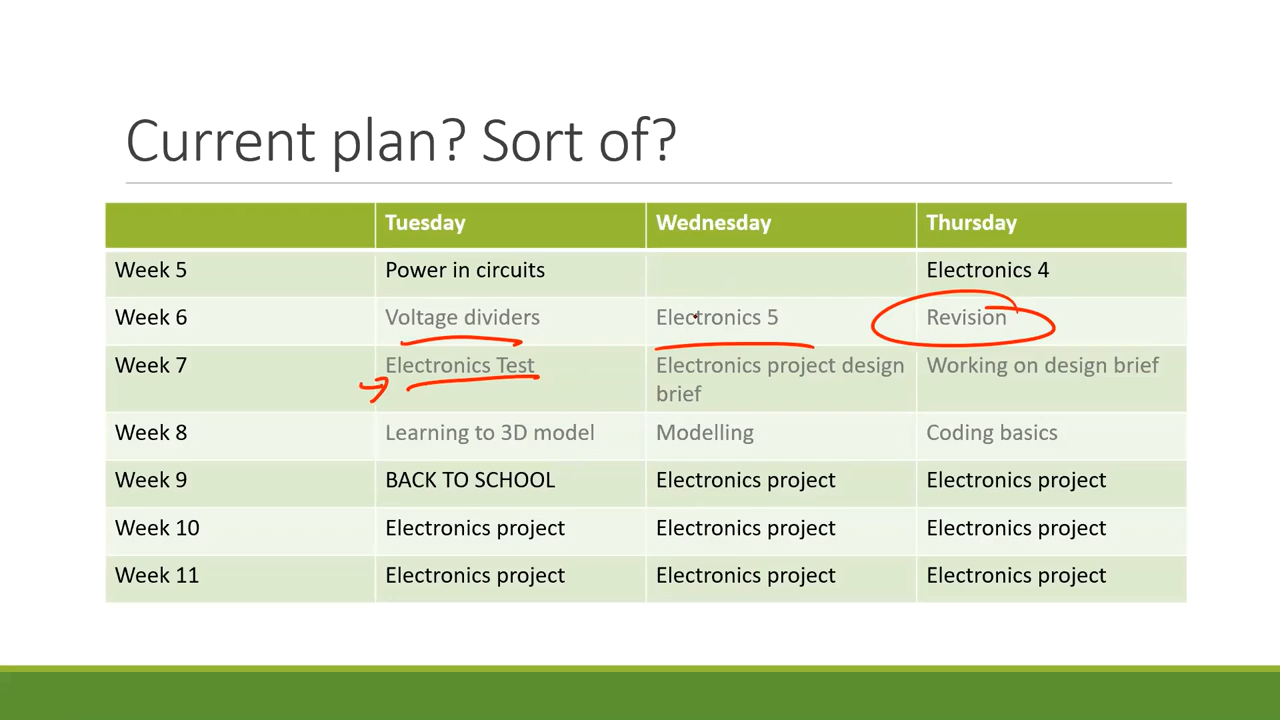 Current plan? Sort of?
Tuesday Wednesday Thursday
Week 5 Power in circuits Electronics 4
Week 6 Voltage dividers Electronics 5 Revision
Week 7 Electronics Test Electronics project design Working on design brief
brief
Week 8 Learning to 3D model Modelling Coding basics
Week 9 BACK TO SCHOOL Electronics project Electronics project
Week 10 Electronics project Electronics project Electronics project
Week 11 Electronics project Electronics project Electronics project